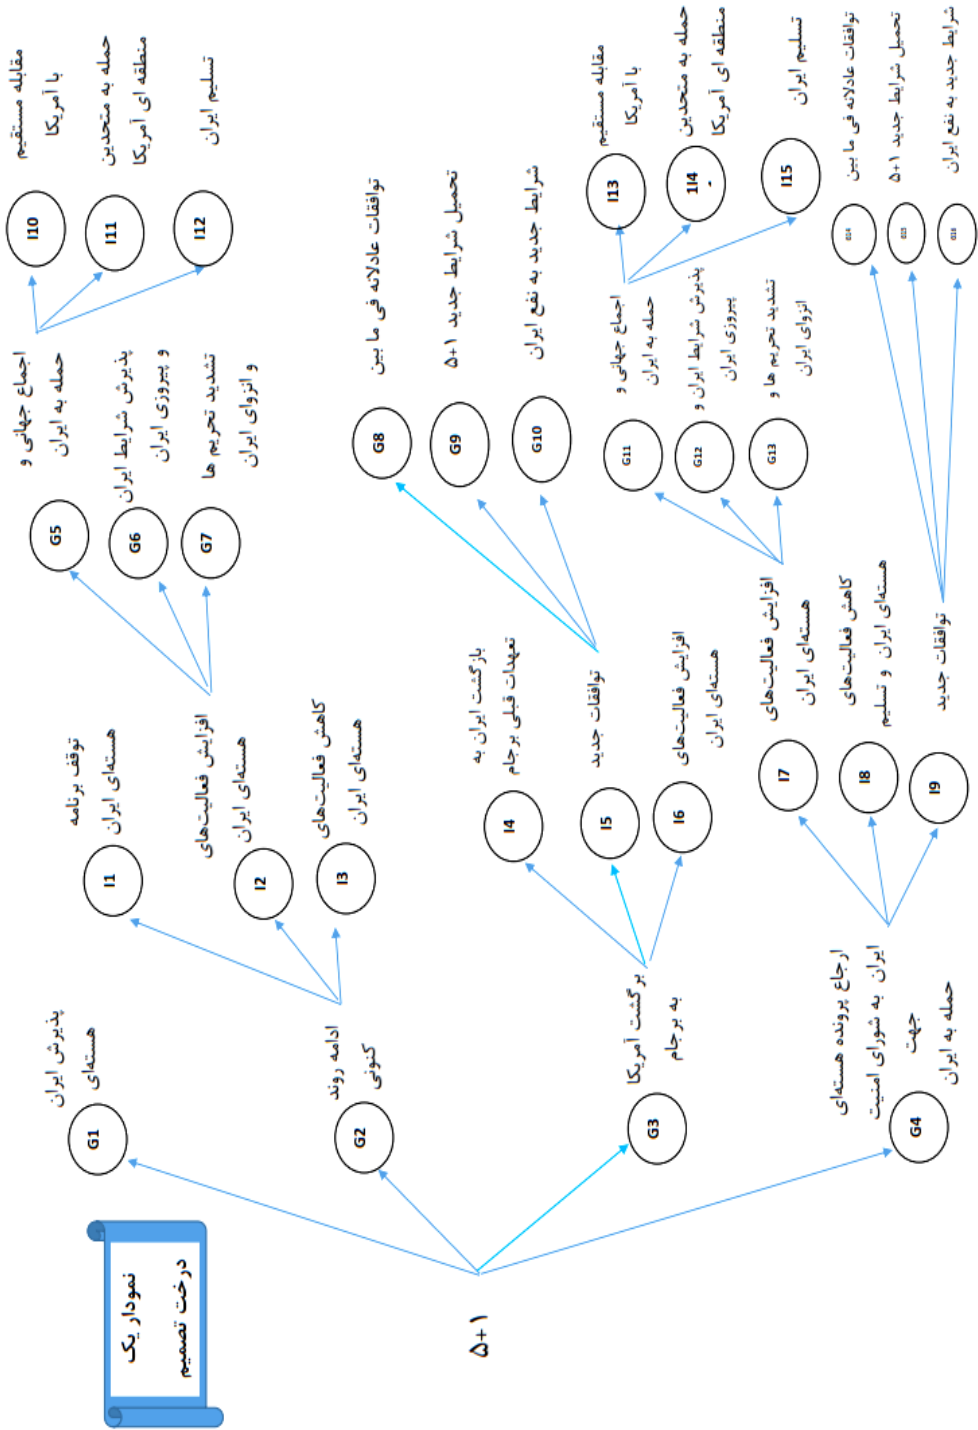 نمودار یک
درخت تصمیم
۵+۱
G1
پذیرش ایران
هسته‌ای
G2
ادامه روند
کنونی
G3
برگشت آمریکا
به برجام
G4
ارجاع پرونده هسته‌ای
ایران به شورای امنیت
جهت
حمله به ایران
I1
توقف برنامه
هسته‌ای ایران
I2
افزایش فعالیت‌های
هسته‌ای ایران
I3
کاهش فعالیت‌های
هسته‌ای ایران
I4
بازگشت ایران به
تعهدات قبلی برجام
I5
توافقات جدید
I6
افزایش فعالیت‌های
هسته‌ای ایران
I7
افزایش فعالیت‌های
هسته‌ای ایران
I8
کاهش فعالیت‌های
هسته‌ای ایران و تسلیم
I9
توافقات جدید
G5
اجماع جهانی و
حمله به ایران
G6
پذیرش شرایط ایران
و پیروزی ایران
G7
تشدید تحریم ها
و انزوای ایران
G8
توافقات عادلانه فی ما بین
G9
تحمیل شرایط جدید ۵+۱
G10
شرایط جدید به نفع ایران
G11
اجماع جهانی و
حمله به ایران
G12
پذیرش شرایط ایران و
پیروزی ایران
G13
تشدید تحریم ها و
انزوای ایران
G14
توافقات عادلانه فی ما بین
G15
تحمیل شرایط جدید ۵+۱
G16
شرایط جدید به نفع ایران
I10
مقابله مستقیم
با آمریکا
I11
حمله به متحدین
منطقه ای آمریکا
I12
تسلیم ایران
I13
مقابله مستقیم
با آمریکا
1I4
-
حمله به متحدین
منطقه ای آمریکا
I15
تسلیم ایران